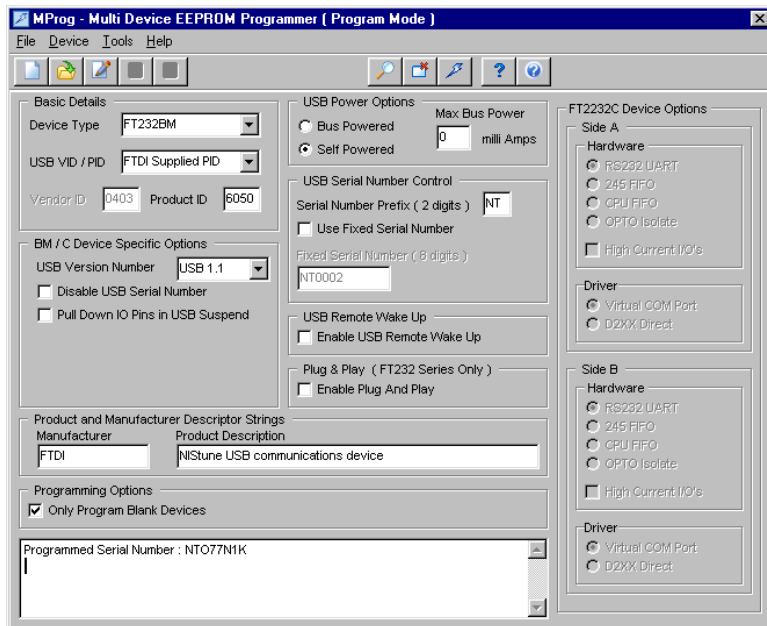 MProg - Multi Device EEPROM Programmer ( Program Mode )
File Device Tools Help
Basic Details
Device Type FT232BM
USB VID / PID FTDI Supplied PID
Vendor ID 0403 Product ID 6050
BM / C Device Specific Options
USB Version Number USB 1.1
Disable USB Serial Number
Pull Down IO Pins in USB Suspend
USB Power Options
Bus Powered
Self Powered
Max Bus Power
0 milli Amps
USB Serial Number Control
Serial Number Prefix ( 2 digits ) NT
Use Fixed Serial Number
Fixed Serial Number ( 8 digits )
NT0002
USB Remote Wake Up
Enable USB Remote Wake Up
Plug & Play ( FT232 Series Only )
Enable Plug And Play
Product and Manufacturer Descriptor Strings
Manufacturer Product Description
FTDI NIStune USB communications device
Programming Options
Only Program Blank Devices
Programmed Serial Number : NTO77N1K
FT2232C Device Options
Side A
Hardware
RS232 UART
245 FIFO
CPU FIFO
OPTO Isolate
High Current I/O's
Driver
Virtual COM Port
D2XX Direct
Side B
Hardware
RS232 UART
245 FIFO
CPU FIFO
OPTO Isolate
High Current I/O's
Driver
Virtual COM Port
D2XX Direct